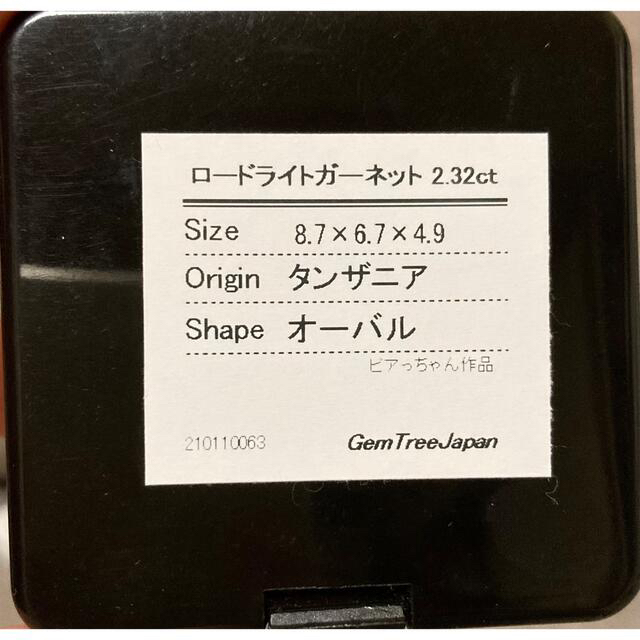 ロードライトガーネット 2.32ct
Size 8.7×6.7×4.9
Origin タンザニア
Shape オーバル
ピアっちゃん作品
210110063 GemTreeJapan